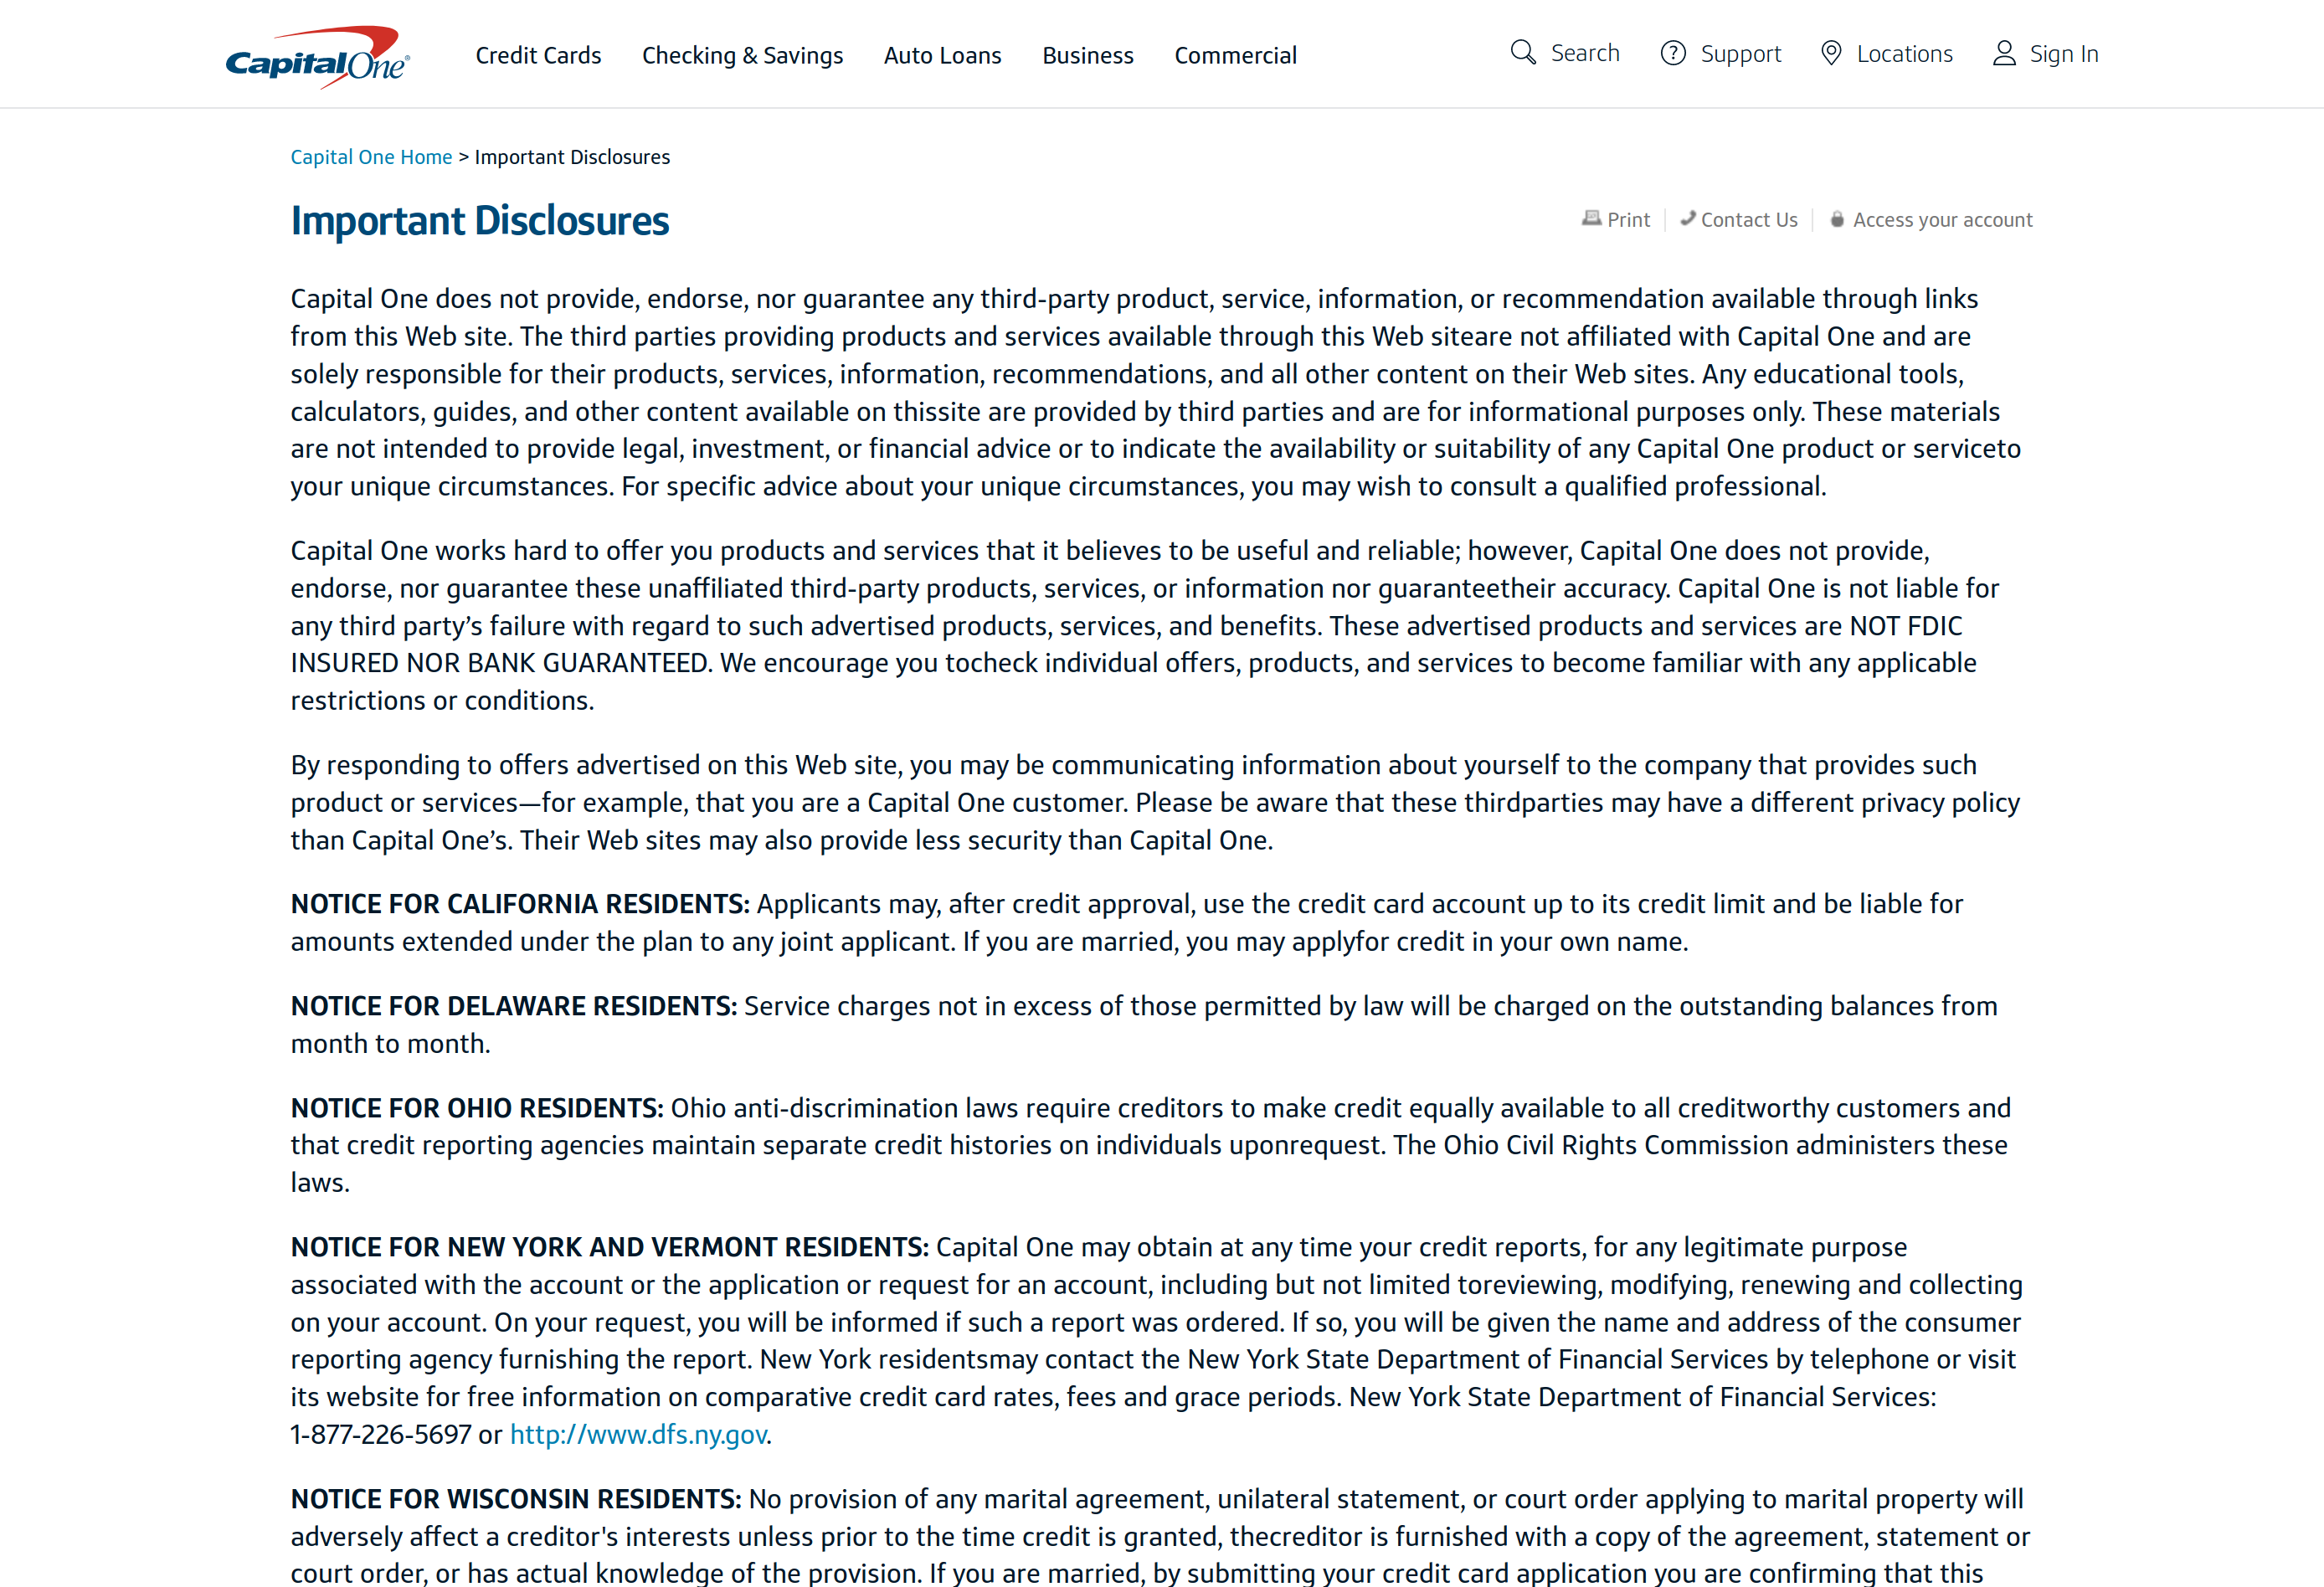 CapitalOne®
Credit Cards Checking & Savings Auto Loans Business Commercial Search Support Locations Sign In
Capital One Home > Important Disclosures
Important Disclosures
Print Contact Us Access your account
Capital One does not provide, endorse, nor guarantee any third-party product, service, information, or recommendation available through links
from this Web site. The third parties providing products and services available through this Web siteare not affiliated with Capital One and are
solely responsible for their products, services, information, recommendations, and all other content on their Web sites. Any educational tools,
calculators, guides, and other content available on thissite are provided by third parties and are for informational purposes only. These materials
are not intended to provide legal, investment, or financial advice or to indicate the availability or suitability of any Capital One product or serviceto
your unique circumstances. For specific advice about your unique circumstances, you may wish to consult a qualified professional.
Capital One works hard to offer you products and services that it believes to be useful and reliable; however, Capital One does not provide,
endorse, nor guarantee these unaffiliated third-party products, services, or information nor guaranteetheir accuracy. Capital One is not liable for
any third party’s failure with regard to such advertised products, services, and benefits. These advertised products and services are NOT FDIC
INSURED NOR BANK GUARANTEED. We encourage you tocheck individual offers, products, and services to become familiar with any applicable
restrictions or conditions.
By responding to offers advertised on this Web site, you may be communicating information about yourself to the company that provides such
product or services—for example, that you are a Capital One customer. Please be aware that these thirdparties may have a different privacy policy
than Capital One’s. Their Web sites may also provide less security than Capital One.
NOTICE FOR CALIFORNIA RESIDENTS: Applicants may, after credit approval, use the credit card account up to its credit limit and be liable for
amounts extended under the plan to any joint applicant. If you are married, you may applyfor credit in your own name.
NOTICE FOR DELAWARE RESIDENTS: Service charges not in excess of those permitted by law will be charged on the outstanding balances from
month to month.
NOTICE FOR OHIO RESIDENTS: Ohio anti-discrimination laws require creditors to make credit equally available to all creditworthy customers and
that credit reporting agencies maintain separate credit histories on individuals uponrequest. The Ohio Civil Rights Commission administers these
laws.
NOTICE FOR NEW YORK AND VERMONT RESIDENTS: Capital One may obtain at any time your credit reports, for any legitimate purpose
associated with the account or the application or request for an account, including but not limited toreviewing, modifying, renewing and collecting
on your account. On your request, you will be informed if such a report was ordered. If so, you will be given the name and address of the consumer
reporting agency furnishing the report. New York residentsmay contact the New York State Department of Financial Services by telephone or visit
its website for free information on comparative credit card rates, fees and grace periods. New York State Department of Financial Services:
1-877-226-5697 or http://www.dfs.ny.gov.
NOTICE FOR WISCONSIN RESIDENTS: No provision of any marital agreement, unilateral statement, or court order applying to marital property will
adversely affect a creditor's interests unless prior to the time credit is granted, thecreditor is furnished with a copy of the agreement, statement or
court order, or has actual knowledge of the provision. If you are married, by submitting your credit card application you are confirming that this